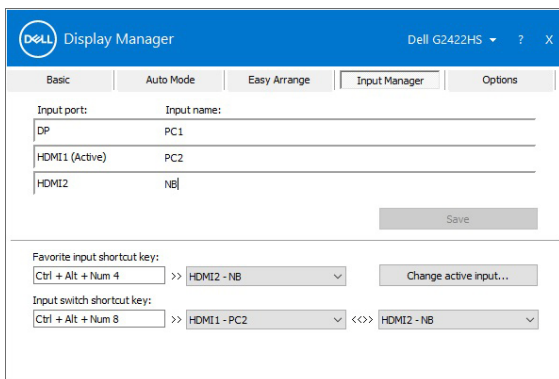 DELL Display Manager Dell G2422HS ? X
Basic Auto Mode Easy Arrange Input Manager Options
Input port: Input name:
DP PC1
HDMI1 (Active) PC2
HDMI2 NB
Save
Favorite input shortcut key:
Ctrl + Alt + Num 4 >> HDMI2 - NB Change active input...
Input switch shortcut key:
Ctrl + Alt + Num 8 >> HDMI1 - PC2 <<>> HDMI2 - NB